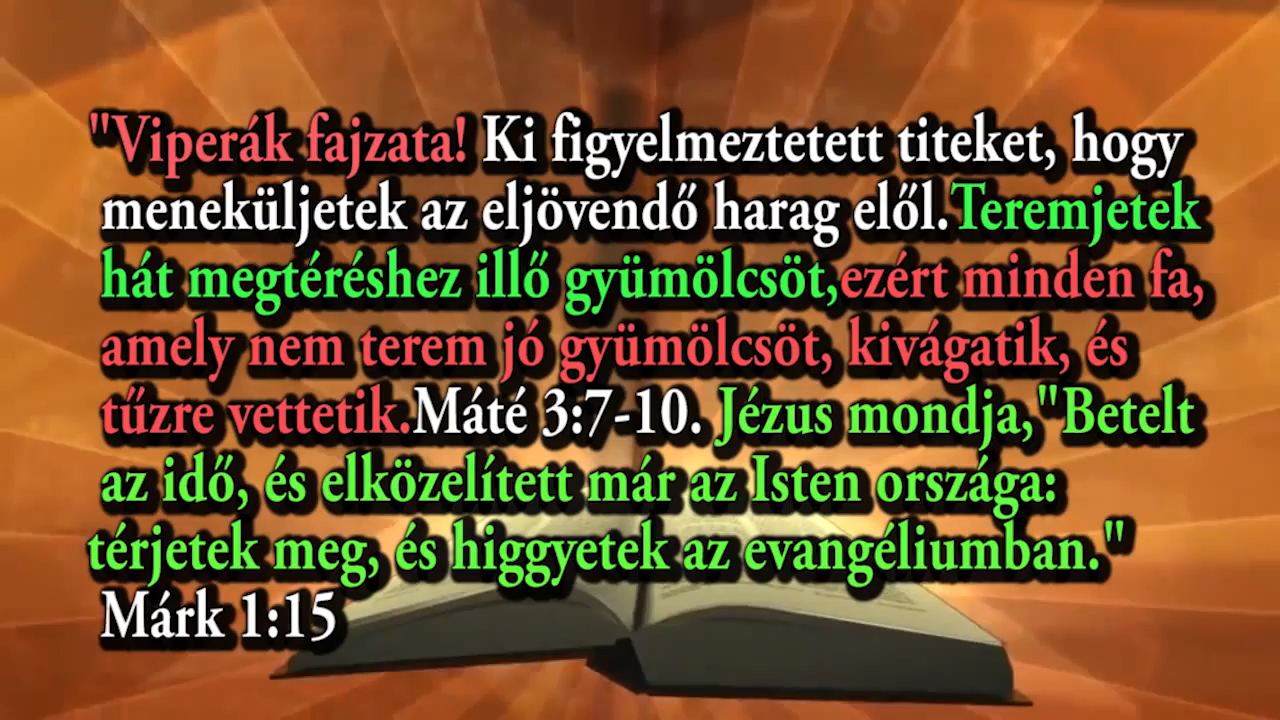 "Viperák fajzata! Ki figyelmeztetett titeket, hogy
meneküljetek az eljövendő harag elől.Teremjetek
hát megtéréshez illő gyümölcsöt,ezért minden fa,
amely nem terem jó gyümölcsöt, kivágatik, és
tűzre vettetik.Máté 3:7-10. Jézus mondja,"Betelt
az idő, és elközelített már az Isten országa:
térjetek meg, és higgyetek az evangéliumban."
Márk 1:15